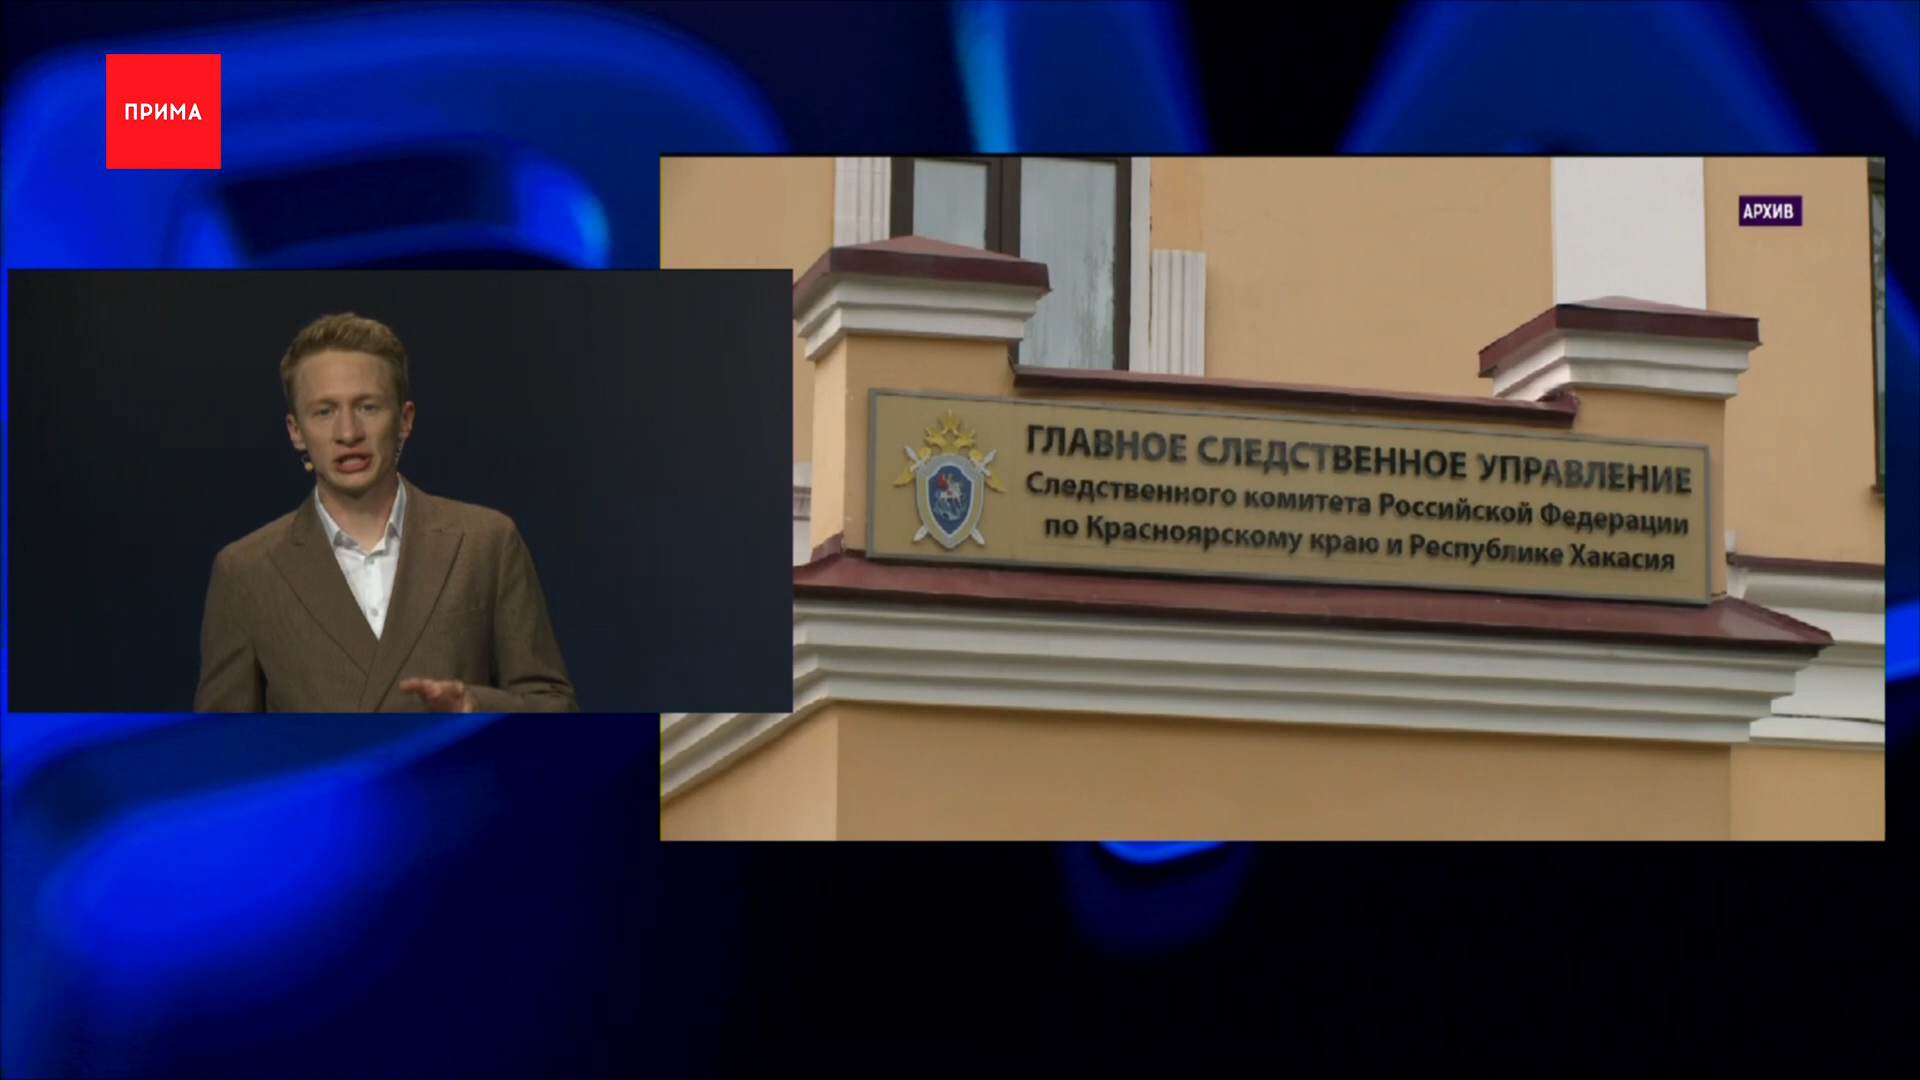 ПРИМА
АРХИВ
ГЛАВНОЕ СЛЕДСТВЕННОЕ УПРАВЛЕНИЕ
Следственного комитета Российской Федерации
по Красноярскому краю и Республике Хакасия